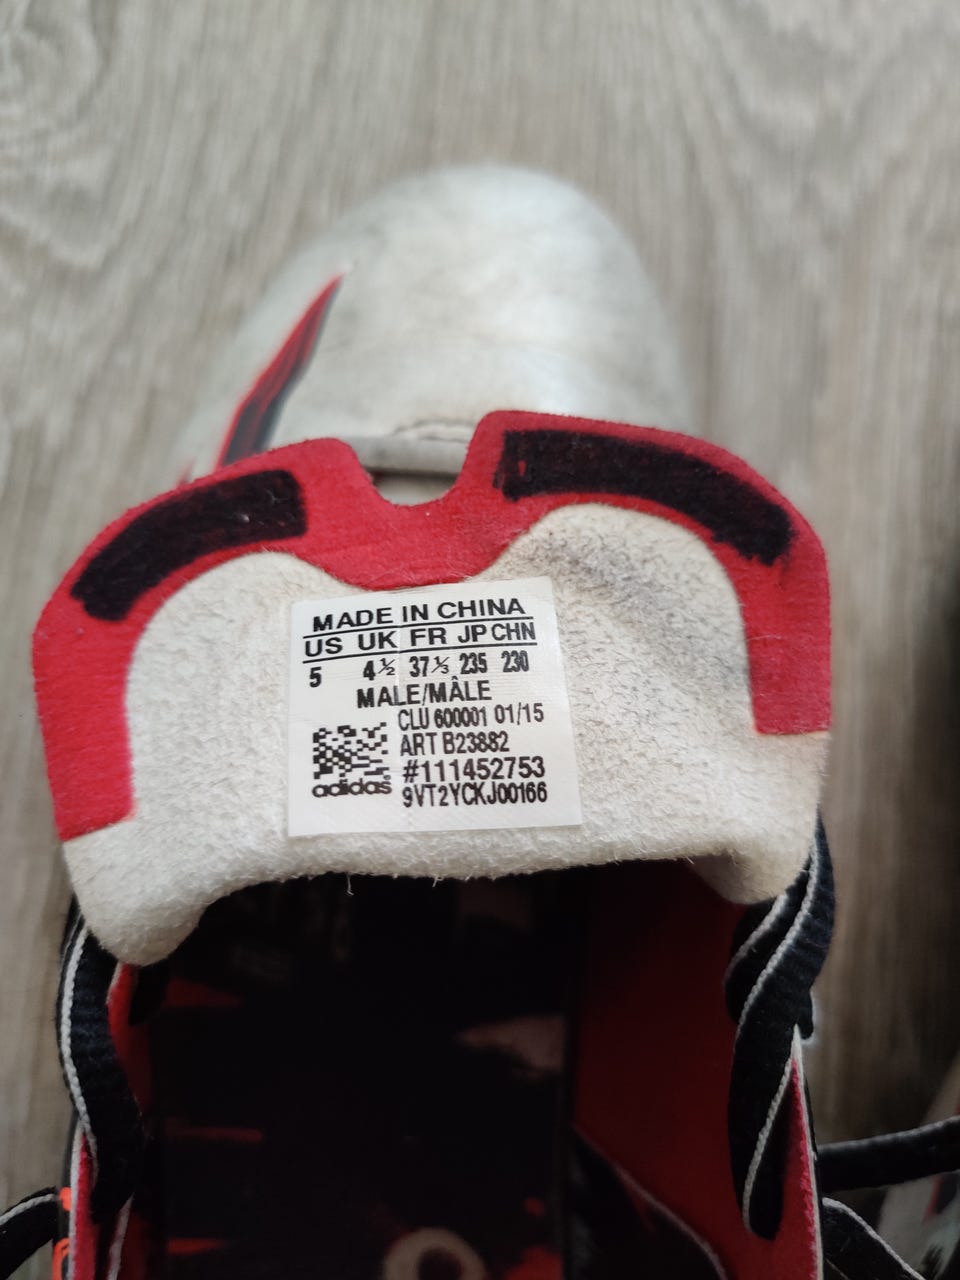 MADE IN CHINA
US UK FR JP CHN
5 4½ 37⅓ 235 230
MALE/MÂLE
CLU 600001 01/15
ART B23882
#111452753
adidas 9VT2YCKJ00166